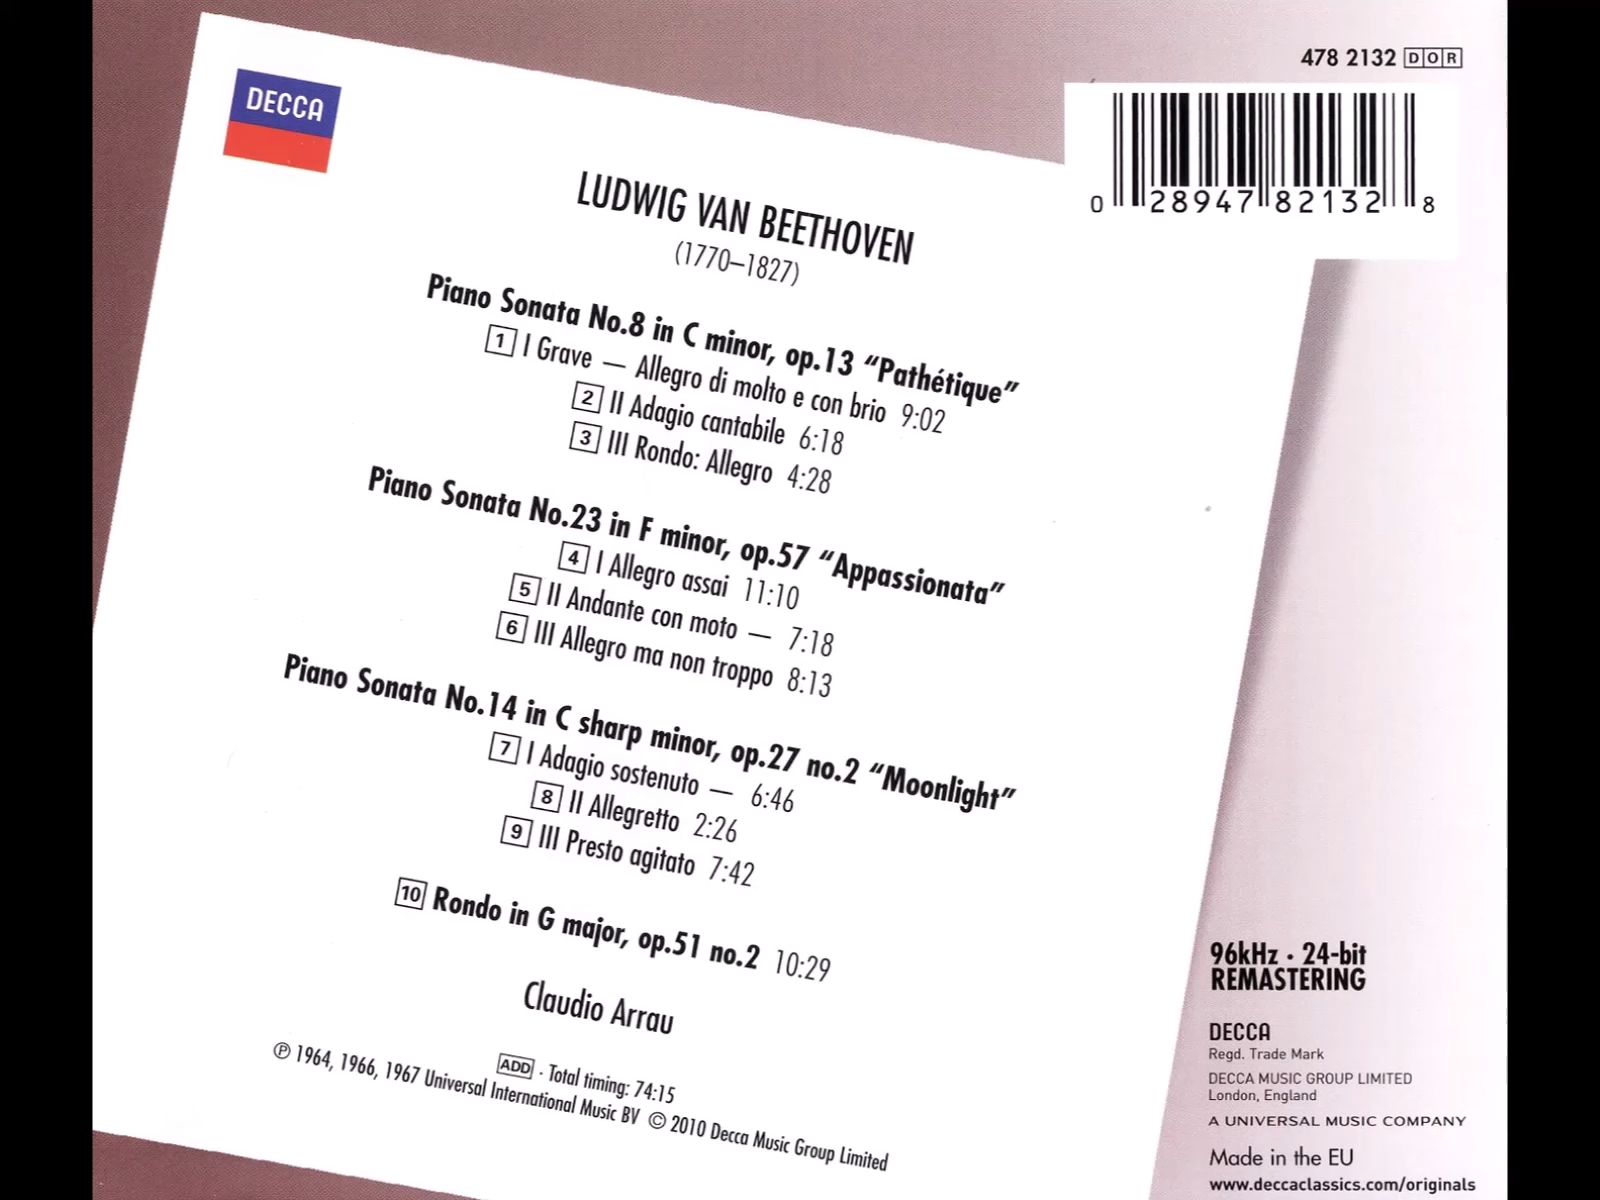 478 2132 DOR
DECCA
0 28947 82132 8
LUDWIG VAN BEETHOVEN
(1770–1827)
Piano Sonata No.8 in C minor, op.13 “Pathétique”
1 I Grave — Allegro di molto e con brio 9:02
2 II Adagio cantabile 6:18
3 III Rondo: Allegro 4:28
Piano Sonata No.23 in F minor, op.57 “Appassionata”
4 I Allegro assai 11:10
5 II Andante con moto — 7:18
6 III Allegro ma non troppo 8:13
Piano Sonata No.14 in C sharp minor, op.27 no.2 “Moonlight”
7 I Adagio sostenuto — 6:46
8 II Allegretto 2:26
9 III Presto agitato 7:42
10 Rondo in G major, op.51 no.2 10:29
Claudio Arrau
ADD · Total timing: 74:15
℗ 1964, 1966, 1967 Universal International Music BV © 2010 Decca Music Group Limited
96kHz · 24-bit
REMASTERING
DECCA
Regd. Trade Mark
DECCA MUSIC GROUP LIMITED
London, England
A UNIVERSAL MUSIC COMPANY
Made in the EU
www.deccaclassics.com/originals